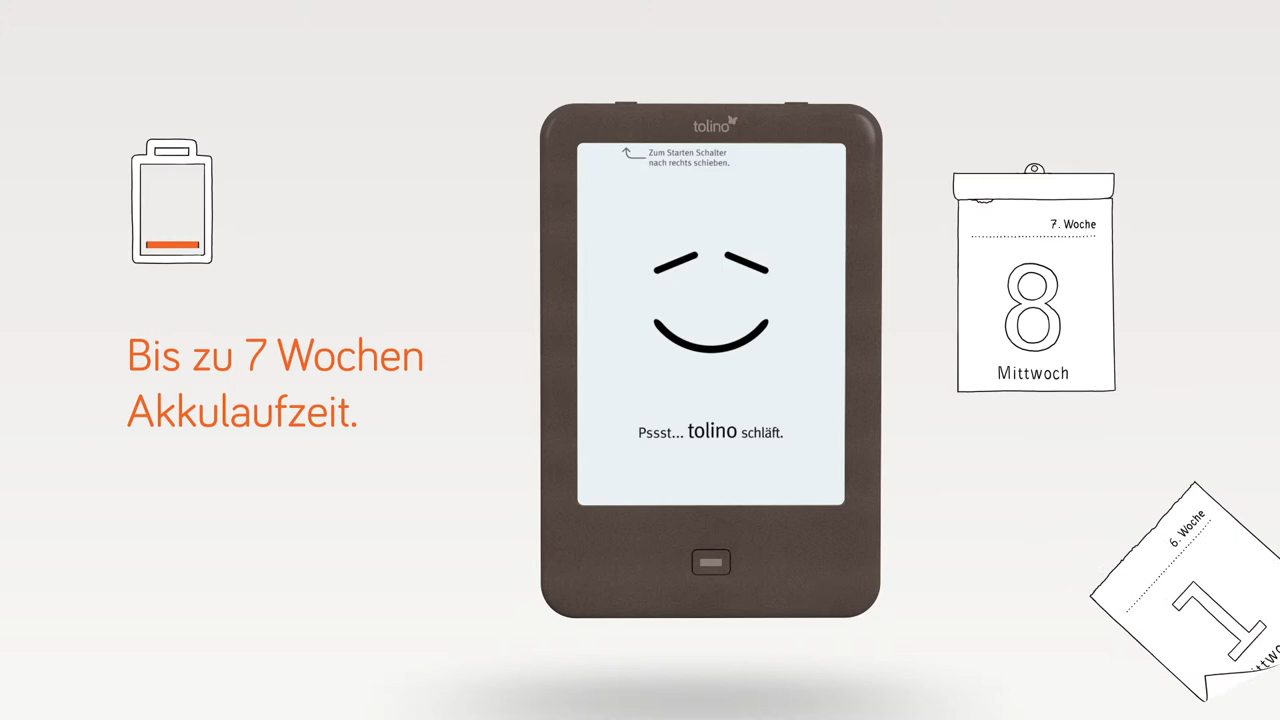 Bis zu 7 Wochen
Akkulaufzeit.
tolino
Zum Starten Schalter
nach rechts schieben.
Pssst... tolino schläft.
7. Woche
8
Mittwoch
6. Woche
1